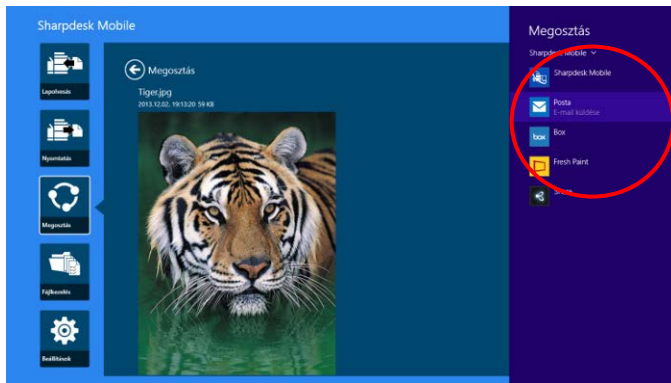 Sharpdesk Mobile
Lapolvasás
Nyomtatás
Megosztás
Fájlkezelés
Beállítások
Megosztás
Tiger.jpg
2013.12.02. 19:13:20 59 KB
Megosztás
Sharpdesk Mobile
Sharpdesk Mobile
Posta
E-mail küldése
box
Box
Fresh Paint